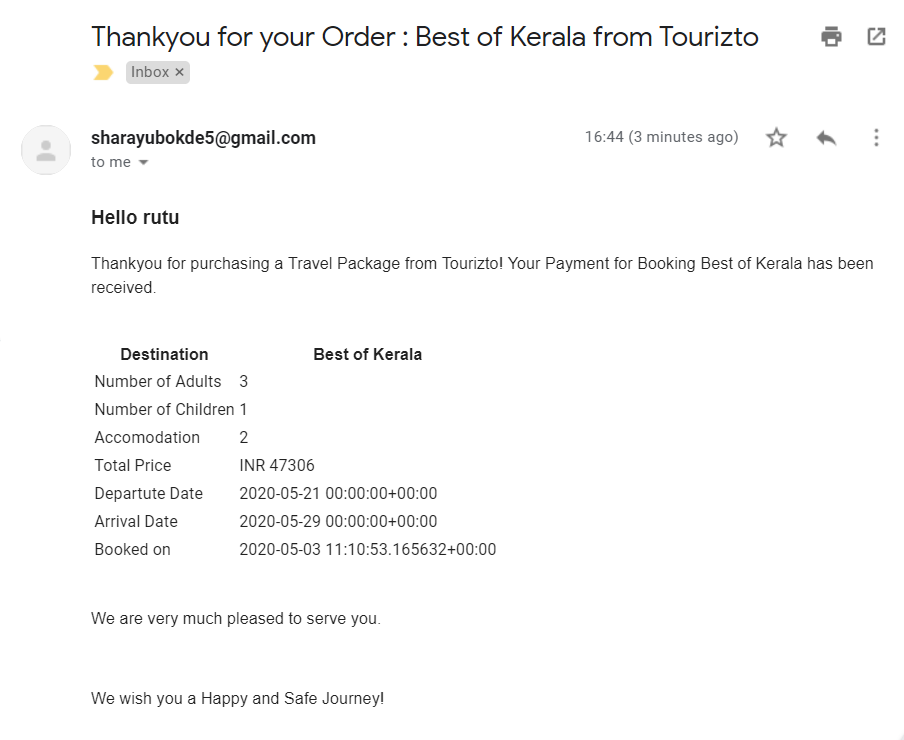 Thankyou for your Order : Best of Kerala from Tourizto
Inbox ×
sharayubokde5@gmail.com
16:44 (3 minutes ago)
to me
Hello rutu
Thankyou for purchasing a Travel Package from Tourizto! Your Payment for Booking Best of Kerala has been
received.
Destination Best of Kerala
Number of Adults 3
Number of Children 1
Accomodation 2
Total Price INR 47306
Departute Date 2020-05-21 00:00:00+00:00
Arrival Date 2020-05-29 00:00:00+00:00
Booked on 2020-05-03 11:10:53.165632+00:00
We are very much pleased to serve you.
We wish you a Happy and Safe Journey!